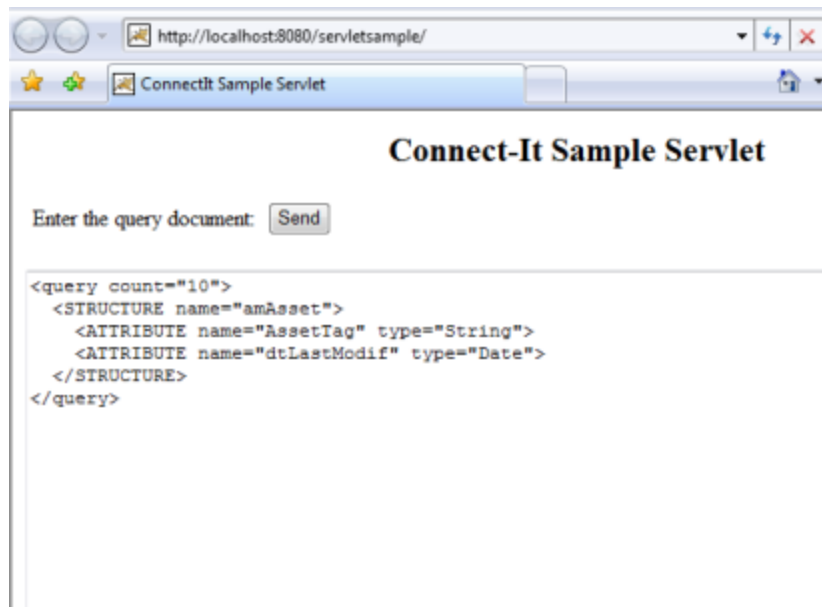 http://localhost:8080/servletsample/
ConnectIt Sample Servlet
Connect-It Sample Servlet
Enter the query document: Send
<query count="10">
  <STRUCTURE name="amAsset">
    <ATTRIBUTE name="AssetTag" type="String">
    <ATTRIBUTE name="dtLastModif" type="Date">
  </STRUCTURE>
</query>